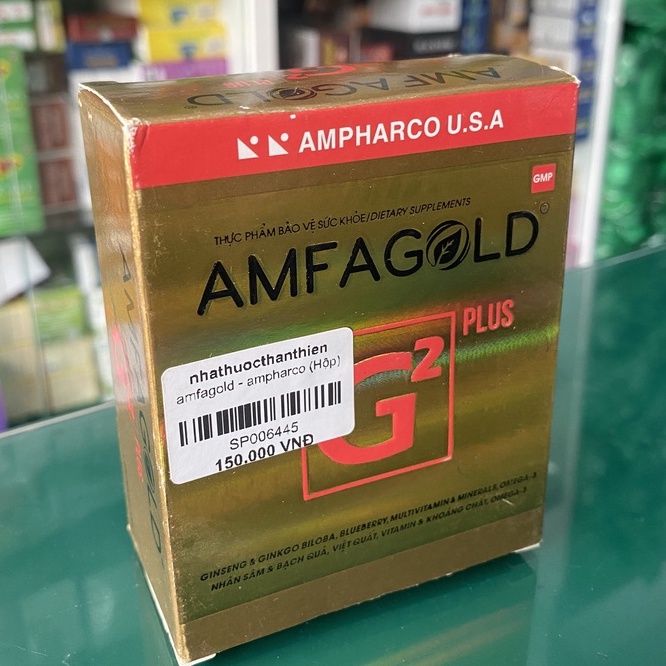 AMFAGOLD
AMPHARCO U.S.A
GMP
THỰC PHẨM BẢO VỆ SỨC KHỎE/DIETARY SUPPLEMENTS
AMFAGOLD
G² PLUS
nhathuocthanthien
amfagold - ampharco (Hộp)
SP006445
150.000 VNĐ
GINSENG & GINKGO BILOBA, BLUEBERRY, MULTIVITAMIN & MINERALS, OMEGA-3
NHÂN SÂM & BẠCH QUẢ, VIỆT QUẤT, VITAMIN & KHOÁNG CHẤT, OMEGA-3